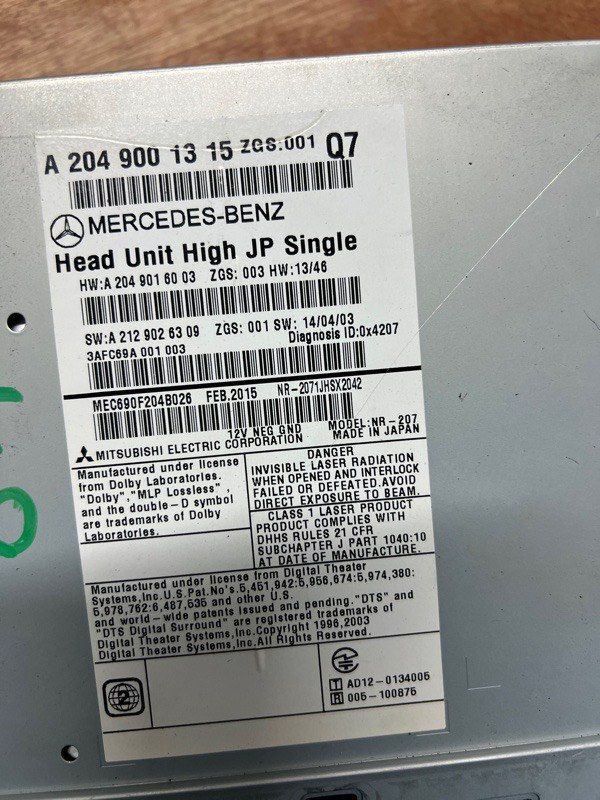 A 204 900 13 15 ZGS:001 Q7
MERCEDES-BENZ
Head Unit High JP Single
HW:A 204 901 60 03 ZGS: 003 HW:13/46
SW:A 212 902 63 09 ZGS: 001 SW: 14/04/03
3AFC69A 001 003 Diagnosis ID:0x4207
MEC690F204B026 FEB.2015 NR-2071JHSX2042
12V NEG GND MODEL:NR-207
MITSUBISHI ELECTRIC CORPORATION MADE IN JAPAN
Manufactured under license
from Dolby Laboratories.
"Dolby","MLP Lossless",
and the double-D symbol
are trademarks of Dolby
Laboratories.
DANGER
INVISIBLE LASER RADIATION
WHEN OPENED AND INTERLOCK
FAILED OR DEFEATED.AVOID
DIRECT EXPOSURE TO BEAM.
CLASS 1 LASER PRODUCT
PRODUCT COMPLIES WITH
DHHS RULES 21 CFR
SUBCHAPTER J PART 1040:10
AT DATE OF MANUFACTURE.
Manufactured under license from Digital Theater
Systems,Inc.U.S.Pat.No's.5,451,942;5,956,674;5,974,380;
5,978,762;6,487,535 and other U.S.
and world-wide patents issued and pending."DTS" and
"DTS Digital Surround" are registered trademarks of
Digital Theater Systems,Inc.Copyright 1996,2003
Digital Theater Systems,Inc.All Rights Reserved.
2
T AD12-0134005
R 005-100875